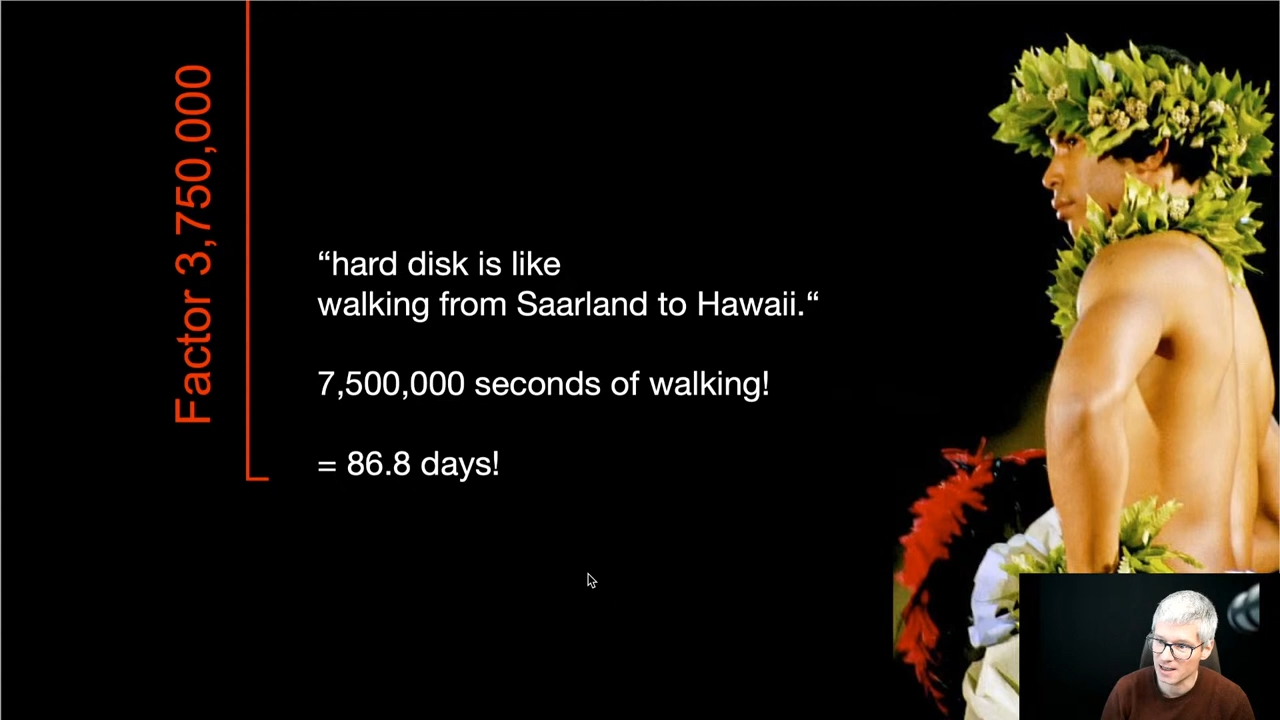 Factor 3,750,000
“hard disk is like
walking from Saarland to Hawaii.“
7,500,000 seconds of walking!
= 86.8 days!